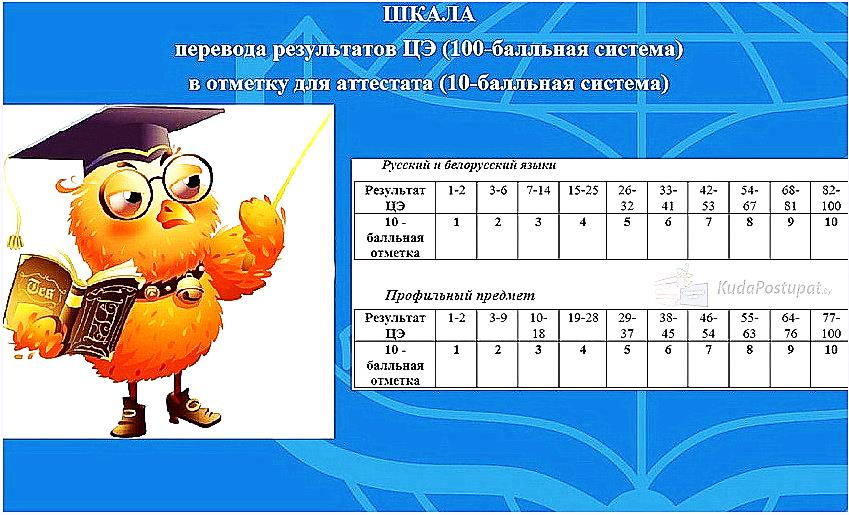 ШКАЛА
перевода результатов ЦЭ (100-балльная система)
в отметку для аттестата (10-балльная система)
Русский и белорусский языки
Результат ЦЭ 1-2 3-6 7-14 15-25 26-32 33-41 42-53 54-67 68-81 82-100
10 - балльная отметка 1 2 3 4 5 6 7 8 9 10
KudaPostupat.by
Профильный предмет
Результат ЦЭ 1-2 3-9 10-18 19-28 29-37 38-45 46-54 55-63 64-76 77-100
10 - балльная отметка 1 2 3 4 5 6 7 8 9 10